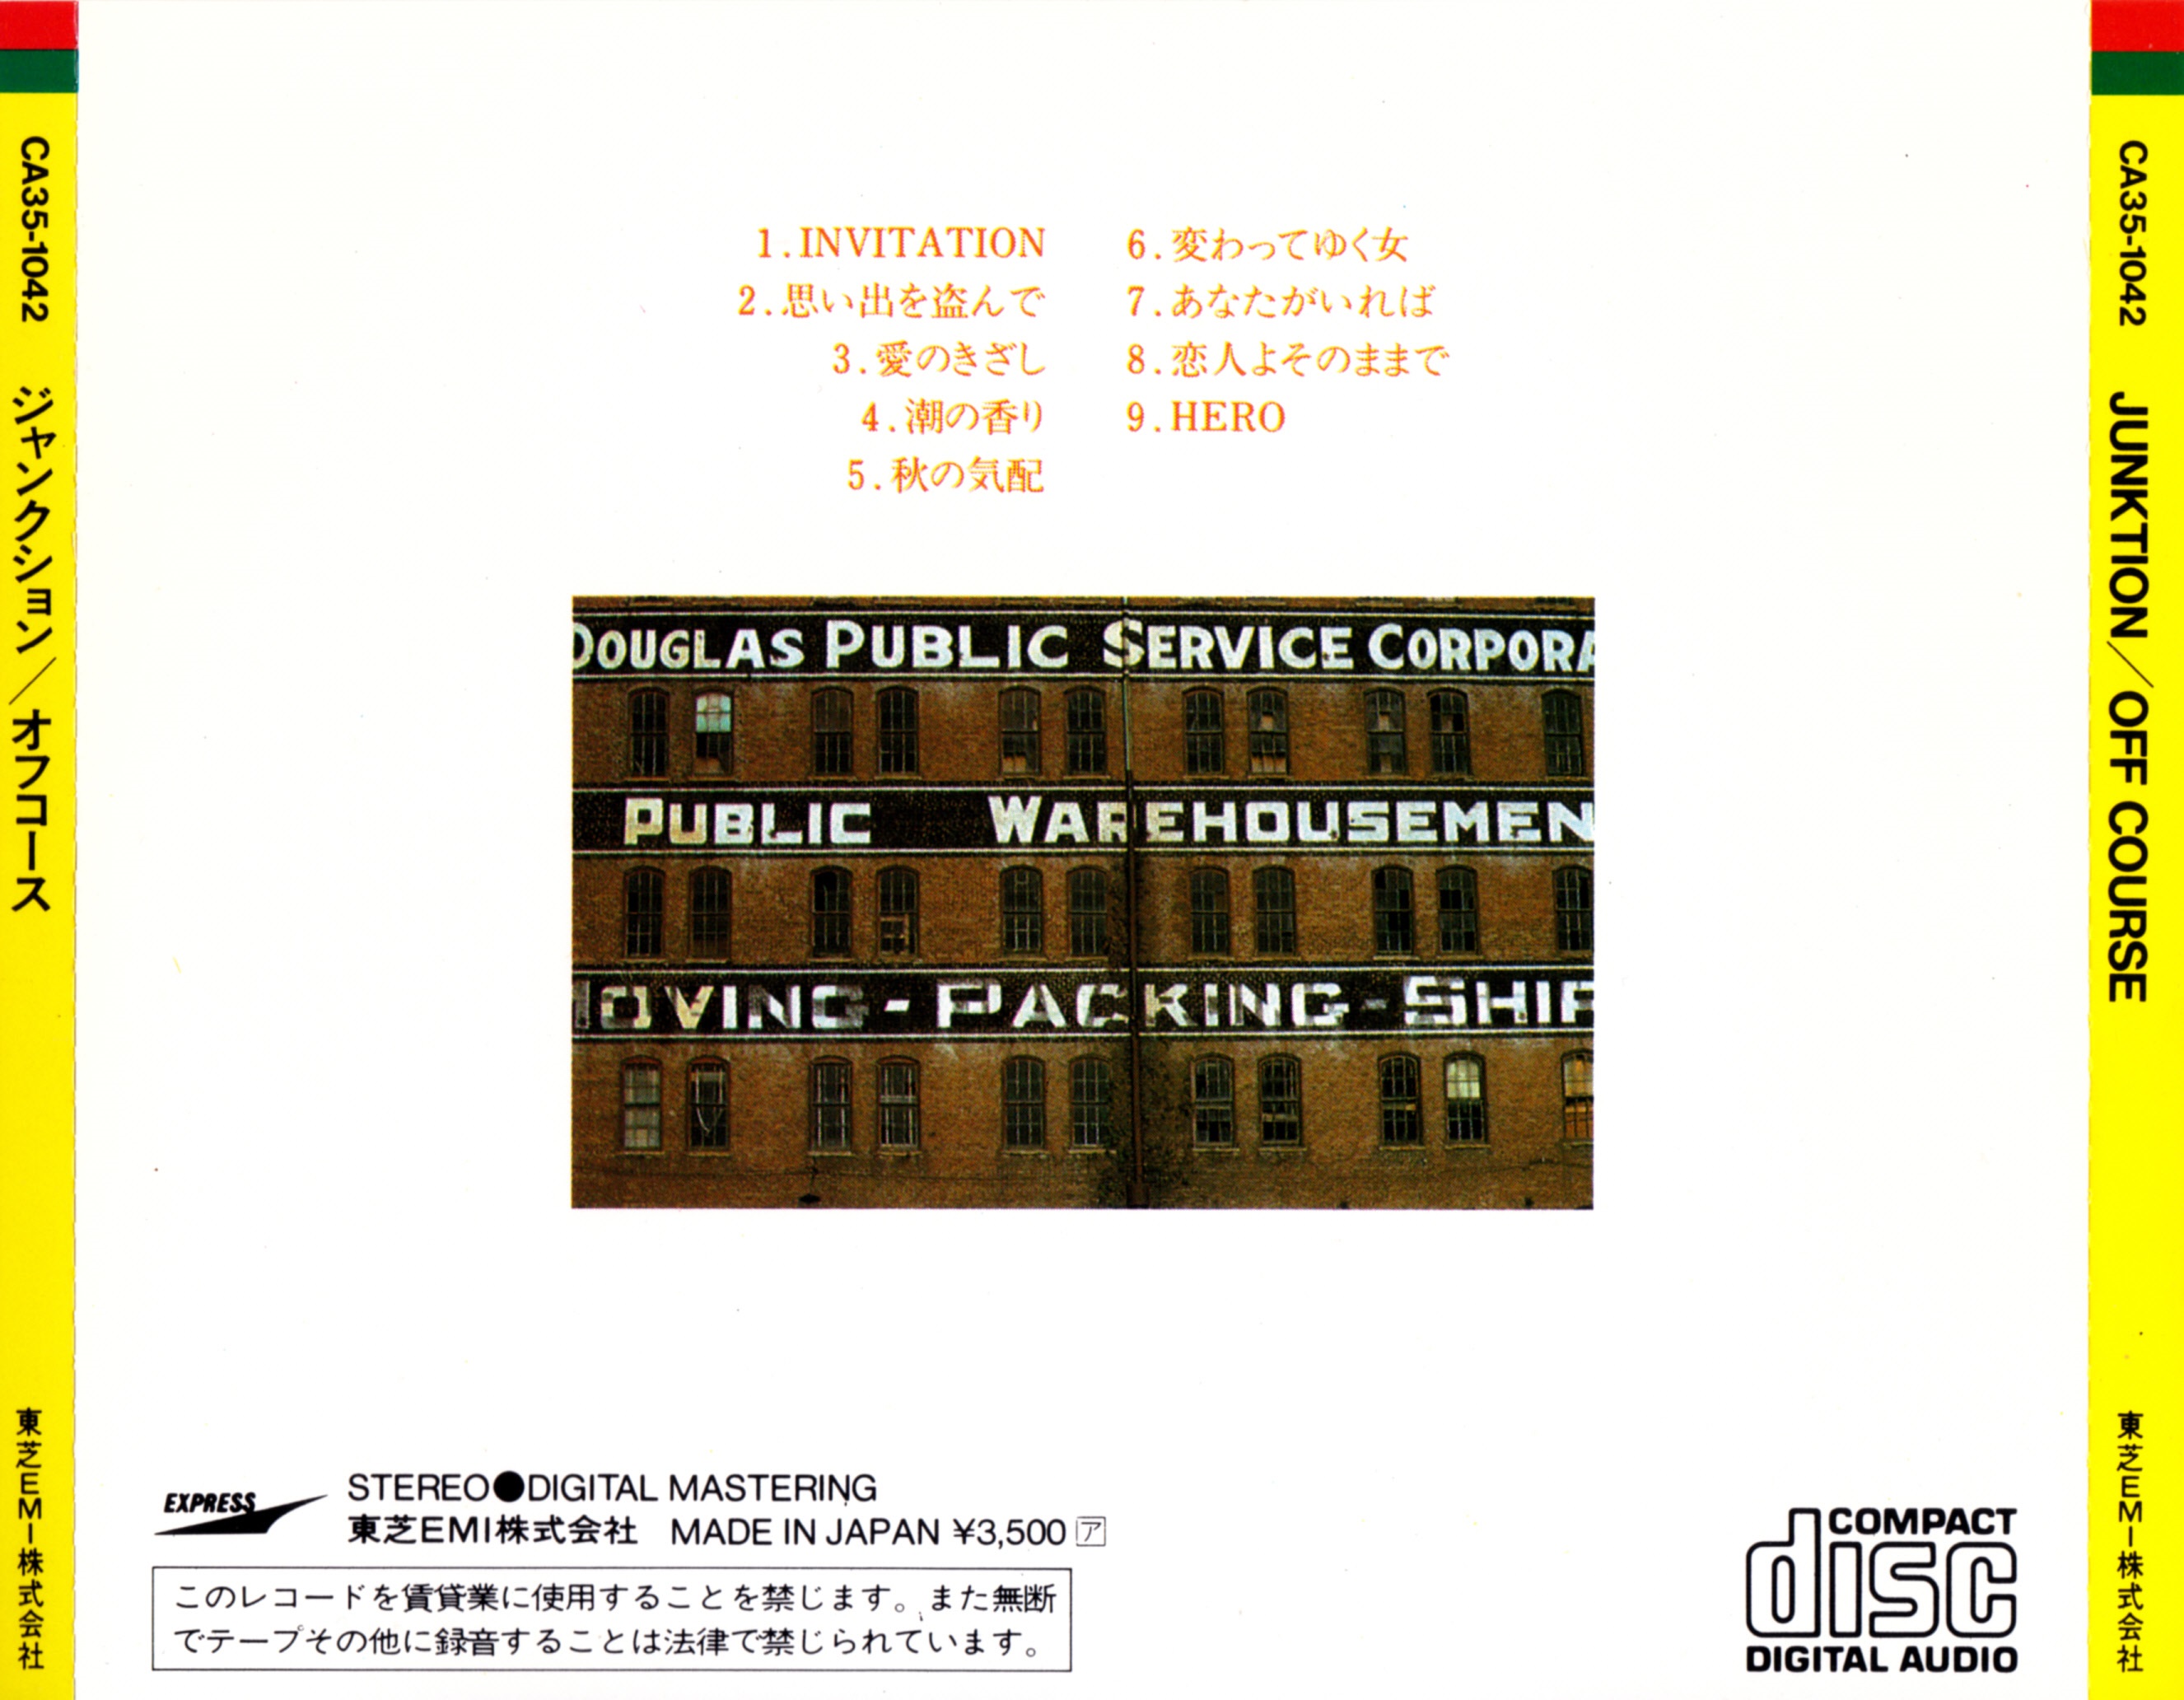 CA35-1042 ジャンクション／オフコース 東芝EMI株式会社
1.INVITATION
2.思い出を盗んで
3.愛のきざし
4.潮の香り
5.秋の気配
6.変わってゆく女
7.あなたがいれば
8.恋人よそのままで
9.HERO
DOUGLAS PUBLIC SERVICE CORPORA
PUBLIC WAREHOUSEMEN
MOVING-PACKING-SHIP
EXPRESS
STEREO●DIGITAL MASTERING
東芝EMI株式会社 MADE IN JAPAN ¥3,500 ア
このレコードを賃貸業に使用することを禁じます。また無断
でテープその他に録音することは法律で禁じられています。
COMPACT
disc
DIGITAL AUDIO
CA35-1042 JUNKTION／OFF COURSE 東芝EMI株式会社